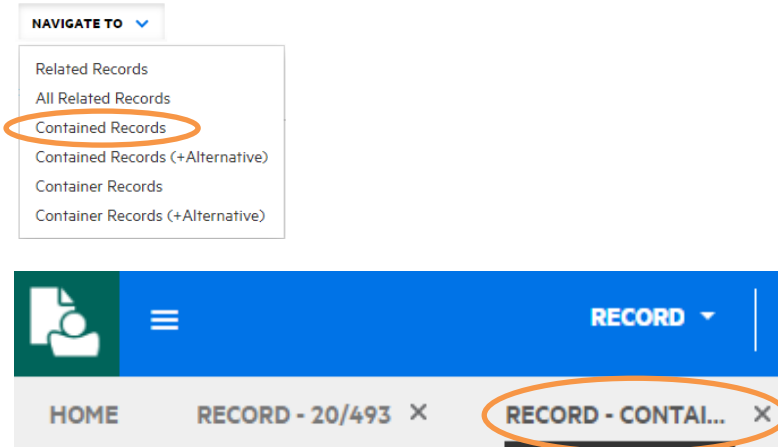 NAVIGATE TO
Related Records
All Related Records
Contained Records
Contained Records (+Alternative)
Container Records
Container Records (+Alternative)
RECORD
HOME RECORD - 20/493 × RECORD - CONTAI... ×